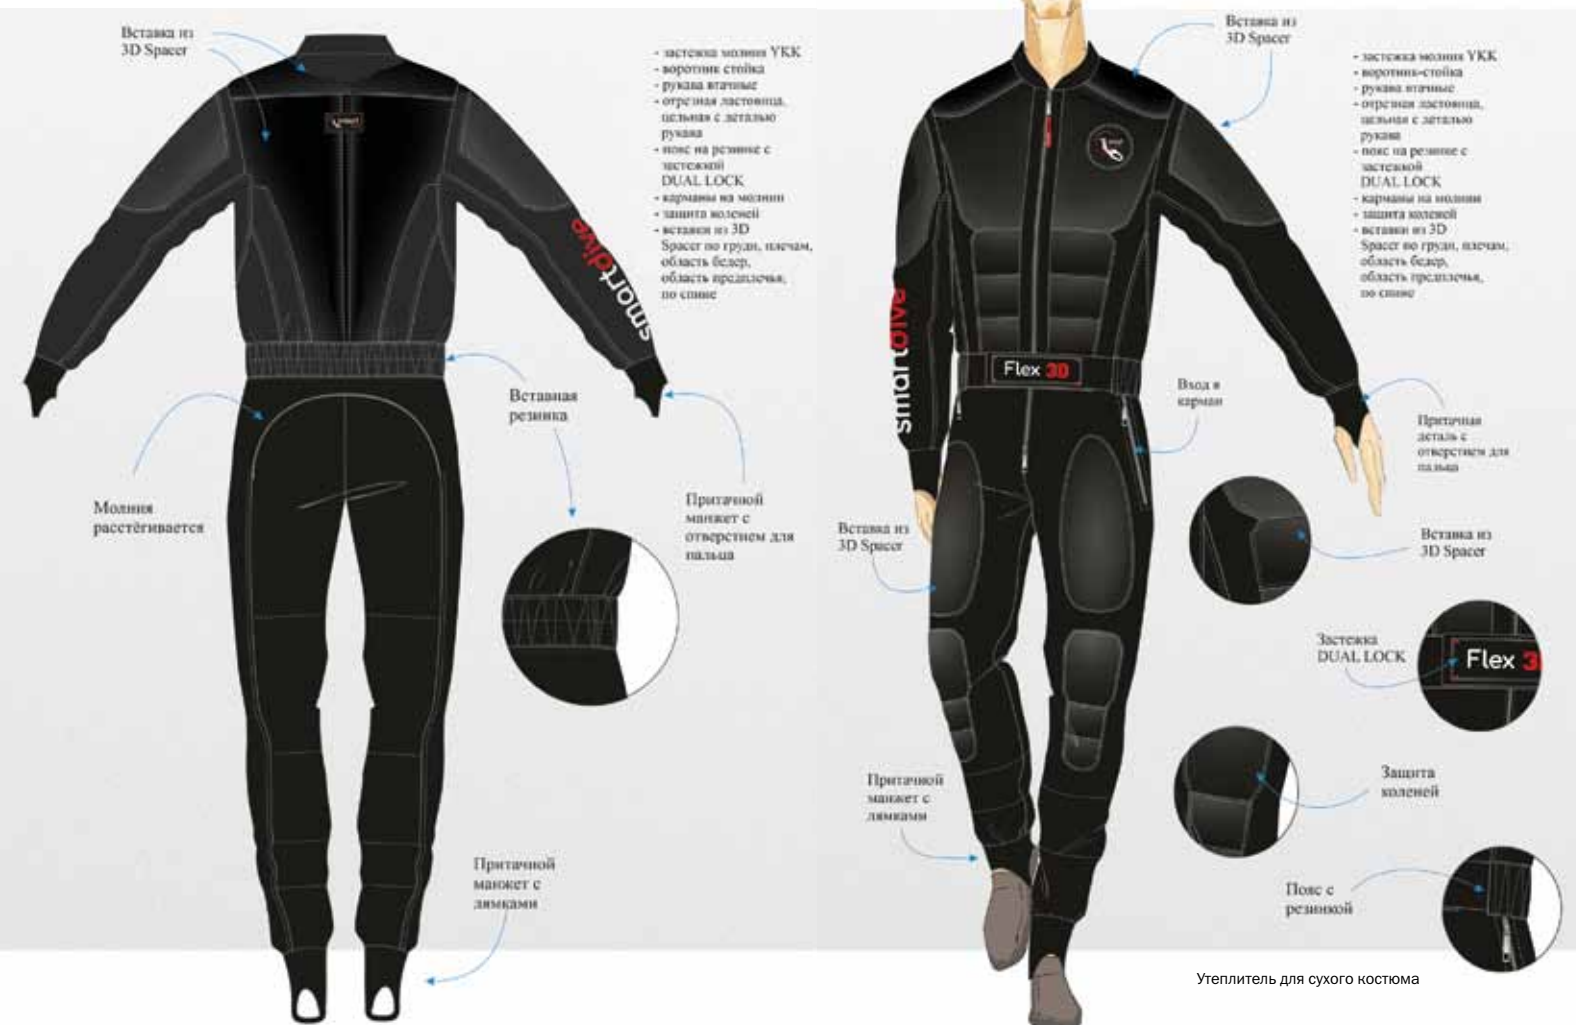 Вставка из
3D Spacer
- застежка молния YKK
- воротник стойка
- рукава втачные
- отрезная ластовица,
цельная с деталью
рукава
- пояс на резинке с
застежкой
DUAL LOCK
- карманы на молнии
- защита коленей
- вставки из 3D
Spacer по груди, плечам,
область бедер,
область предплечья,
по спине
smartdive
Вставная
резинка
Молния
расстёгивается
Притачной
манжет с
отверстием для
пальца
Притачной
манжет с
лямками
Вставка из
3D Spacer
- застежка молния YKK
- воротник-стойка
- рукава втачные
- отрезная ластовица,
цельная с деталью
рукава
- пояс на резинке с
застежкой
DUAL LOCK
- карманы на молнии
- защита коленей
- вставки из 3D
Spacer по груди, плечам,
область бедер,
область предплечья,
по спине
smartdive
Flex 3D
Вход в
карман
Притачная
деталь с
отверстием для
пальца
Вставка из
3D Spacer
Вставка из
3D Spacer
Застежка
DUAL LOCK
Flex 3
Защита
коленей
Притачной
манжет с
лямками
Пояс с
резинкой
Утеплитель для сухого костюма